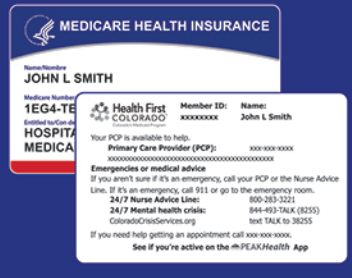 MEDICARE HEALTH INSURANCE
Name/Nombre
JOHN L SMITH
Medicare Number
1EG4-TE
Entitled to/Con de
HOSPITA
MEDICA
Health First
COLORADO
Colorado's Medicaid Program
Member ID: Name:
xxxxxxxx John L Smith
Your PCP is available to help.
Primary Care Provider (PCP): xxx-xxx-xxxx
Emergencies or medical advice
If you aren't sure if it's an emergency, call your PCP or the Nurse Advice
Line. If it's an emergency, call 911 or go to the emergency room.
24/7 Nurse Advice Line: 800-283-3221
24/7 Mental health crisis: 844-493-TALK (8255)
ColoradoCrisisServices.org text TALK to 38255
If you need help getting an appointment call xxx-xxx-xxxx.
See if you're active on the PEAKHealth App